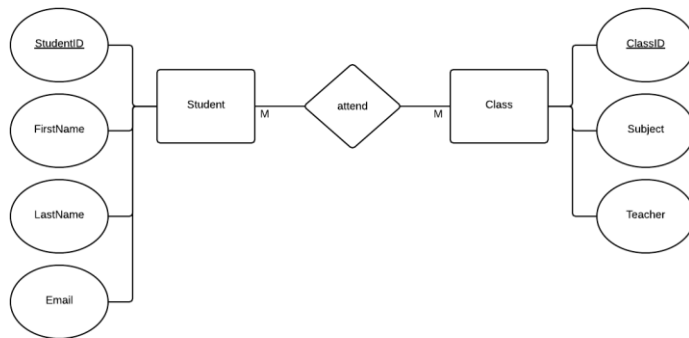 StudentID
FirstName
LastName
Email
Student
M
attend
M
Class
ClassID
Subject
Teacher